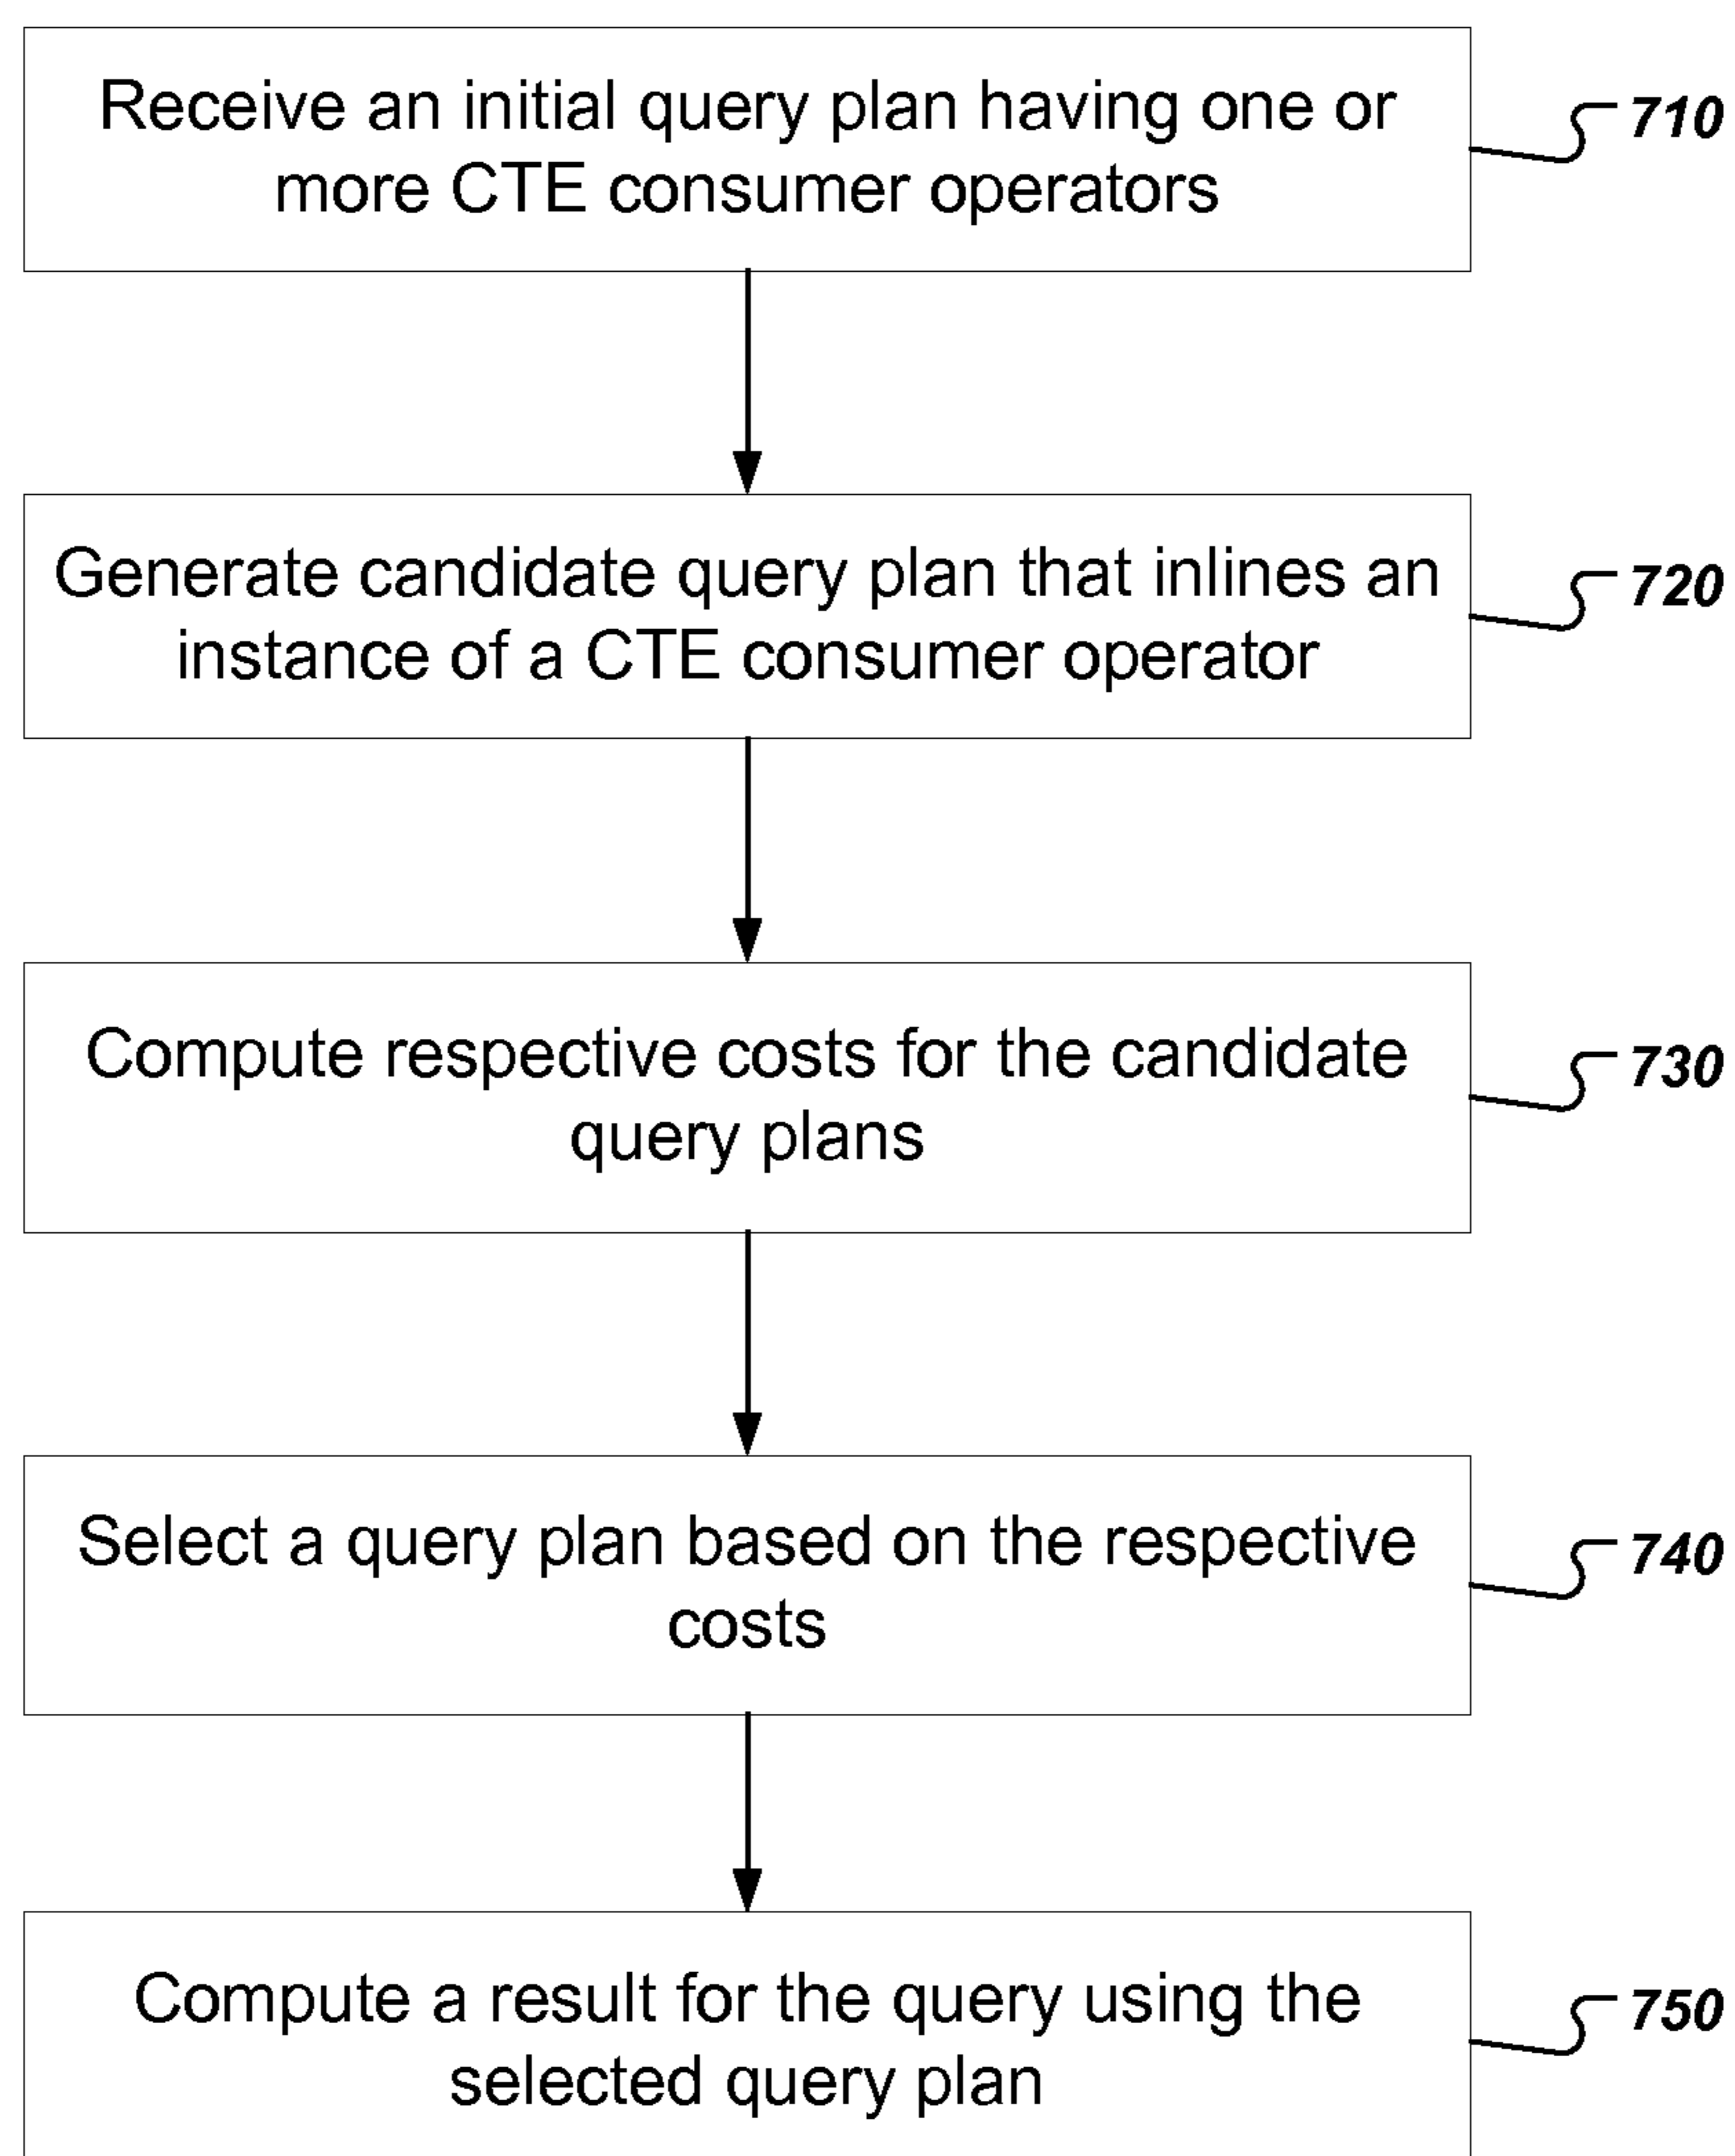 Receive an initial query plan having one or
more CTE consumer operators
710
Generate candidate query plan that inlines an
instance of a CTE consumer operator
720
Compute respective costs for the candidate
query plans
730
Select a query plan based on the respective
costs
740
Compute a result for the query using the
selected query plan
750